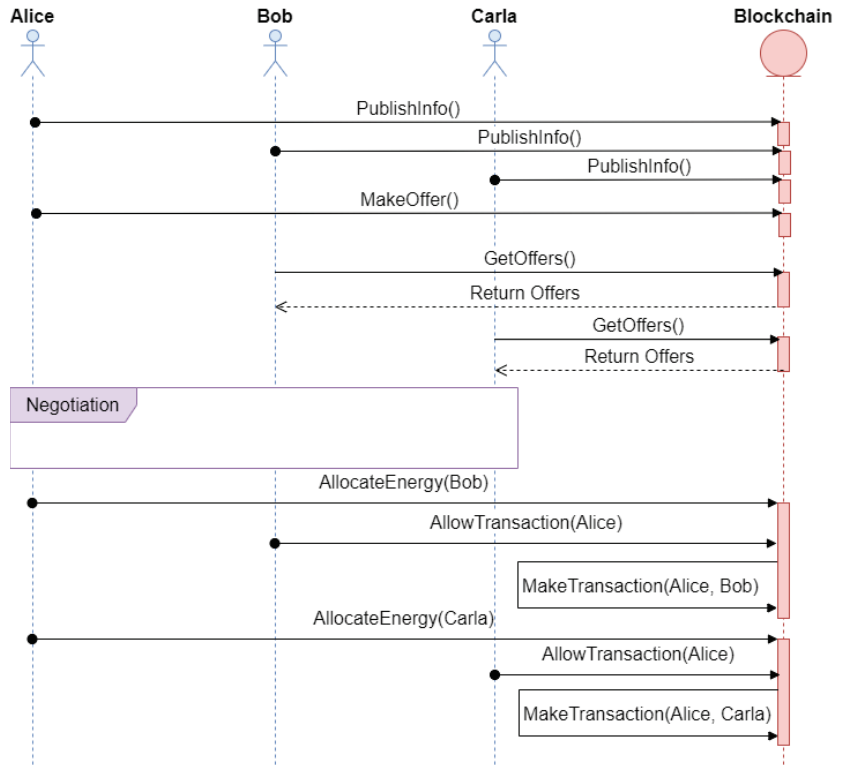 Alice
Bob
Carla
Blockchain
PublishInfo()
PublishInfo()
PublishInfo()
MakeOffer()
GetOffers()
Return Offers
GetOffers()
Return Offers
Negotiation
AllocateEnergy(Bob)
AllowTransaction(Alice)
MakeTransaction(Alice, Bob)
AllocateEnergy(Carla)
AllowTransaction(Alice)
MakeTransaction(Alice, Carla)